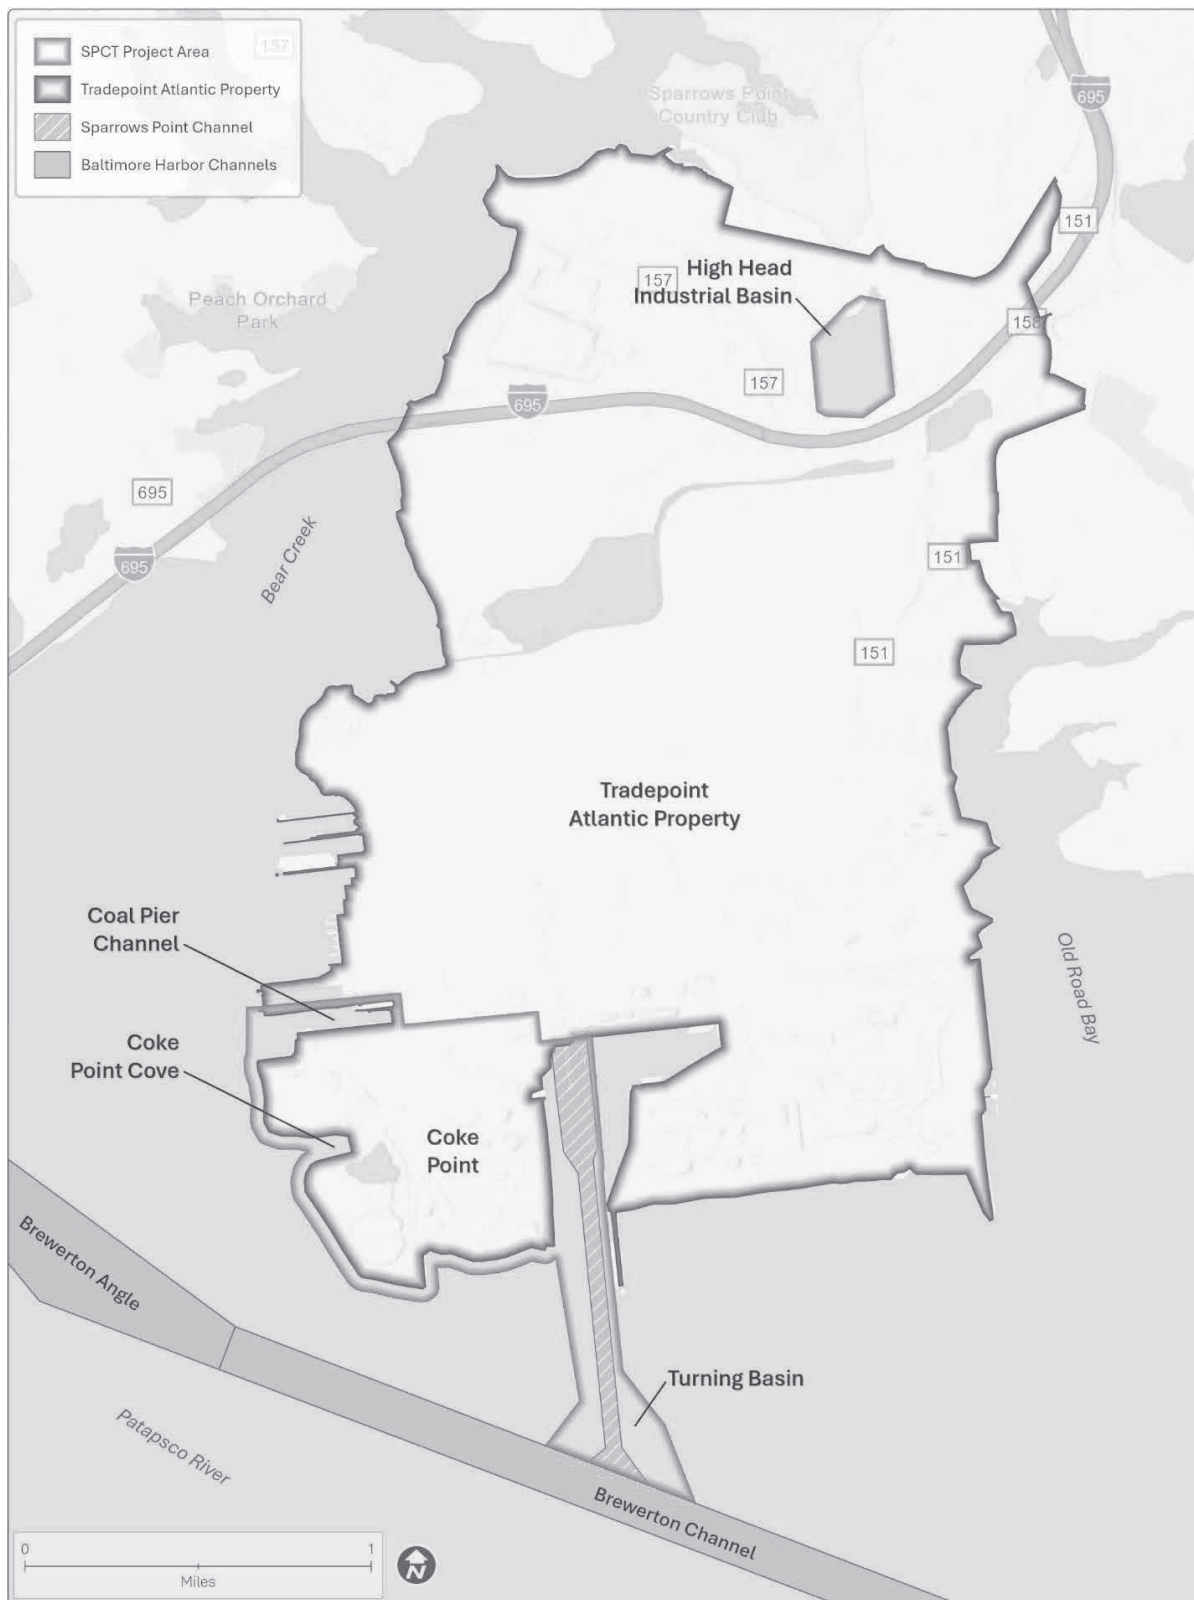 157
SPCT Project Area
Tradepoint Atlantic Property
Sparrows Point Channel
Baltimore Harbor Channels
695
Sparrows Point
Country Club
151
High Head
Industrial Basin
157
Peach Orchard
Park
158
157
695
695
Bear Creek
695
151
151
Tradepoint
Atlantic Property
Coal Pier
Channel
Old Road Bay
Coke
Point Cove
Coke
Point
Brewerton Angle
Turning Basin
Patapsco River
Brewerton Channel
0 1
Miles
N